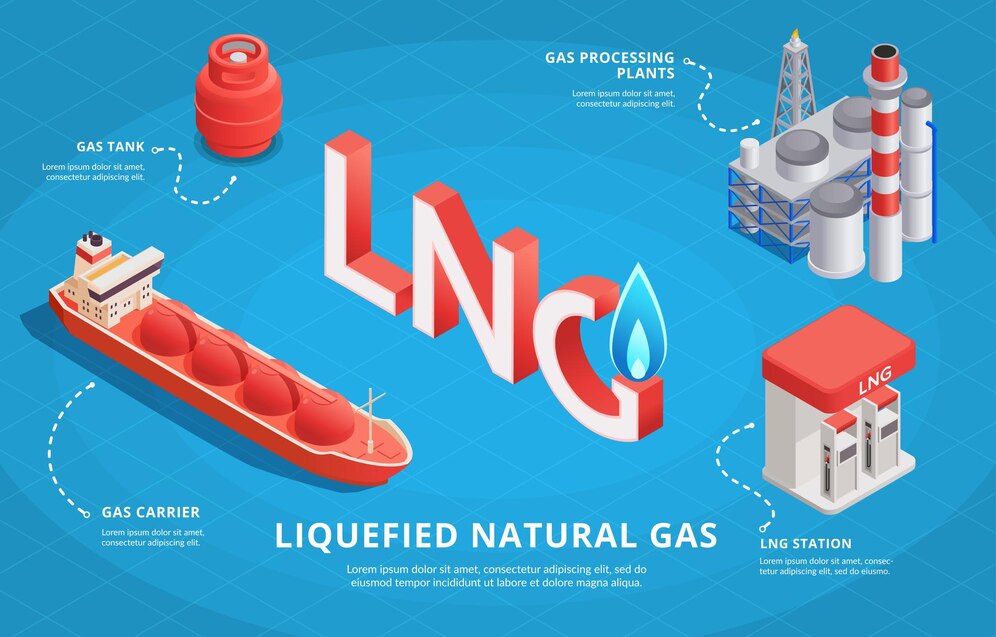 GAS PROCESSING
PLANTS
Lorem ipsum dolor sit amet,
consectetur adipiscing elit.
GAS TANK
Lorem ipsum dolor sit amet,
consectetur adipiscing elit.
LNG
LNG
GAS CARRIER
Lorem ipsum dolor sit amet,
consectetur adipiscing elit.
LIQUEFIED NATURAL GAS
Lorem ipsum dolor sit amet, consectetur adipiscing elit, sed do
eiusmod tempor incididunt ut labore et dolore magna aliqua.
LNG STATION
Lorem ipsum dolor sit amet, consec-
tetur adipiscing elit, sed do eiusmo.